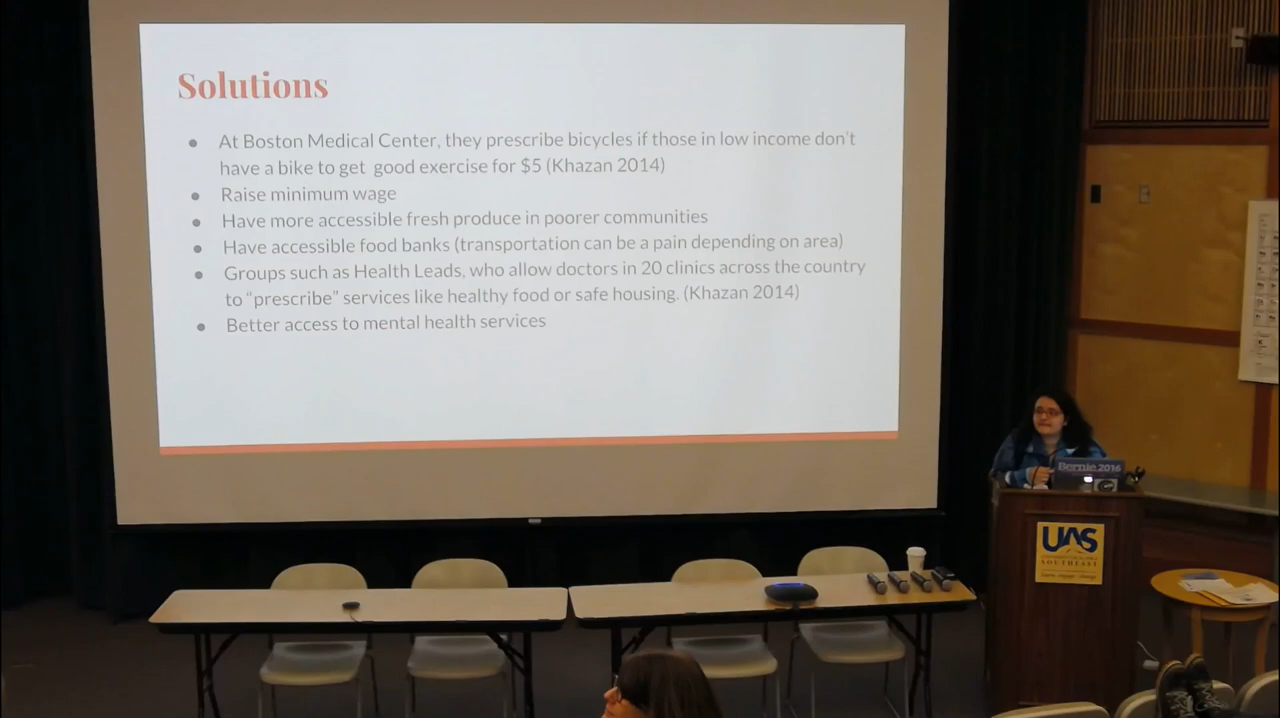 Solutions
● At Boston Medical Center, they prescribe bicycles if those in low income don't
have a bike to get good exercise for $5 (Khazan 2014)
● Raise minimum wage
● Have more accessible fresh produce in poorer communities
● Have accessible food banks (transportation can be a pain depending on area)
● Groups such as Health Leads, who allow doctors in 20 clinics across the country
to “prescribe” services like healthy food or safe housing. (Khazan 2014)
● Better access to mental health services
Bernie 2016
UAS
SOUTHEAST
learn, engage, change